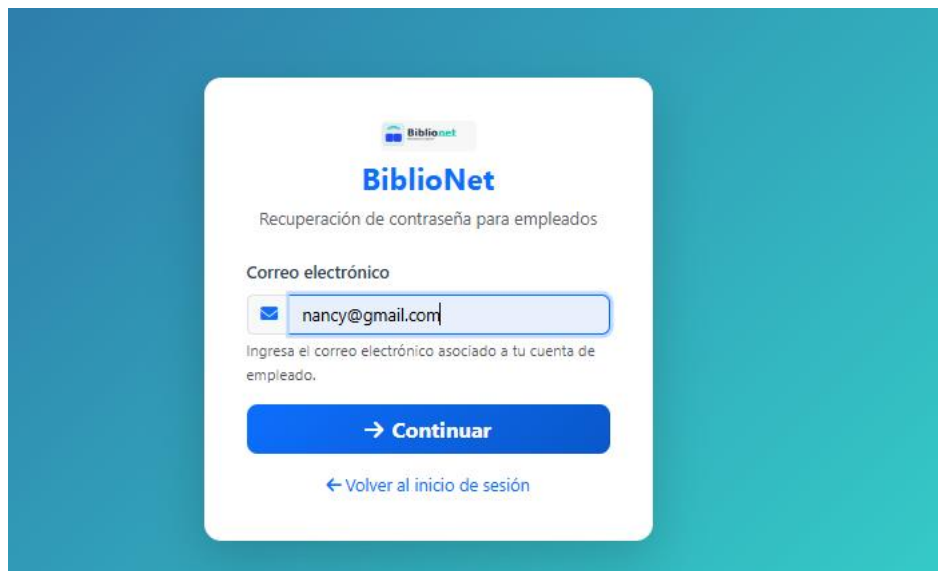 Biblionet
BiblioNet
Recuperación de contraseña para empleados
Correo electrónico
nancy@gmail.com
Ingresa el correo electrónico asociado a tu cuenta de
empleado.
→ Continuar
← Volver al inicio de sesión